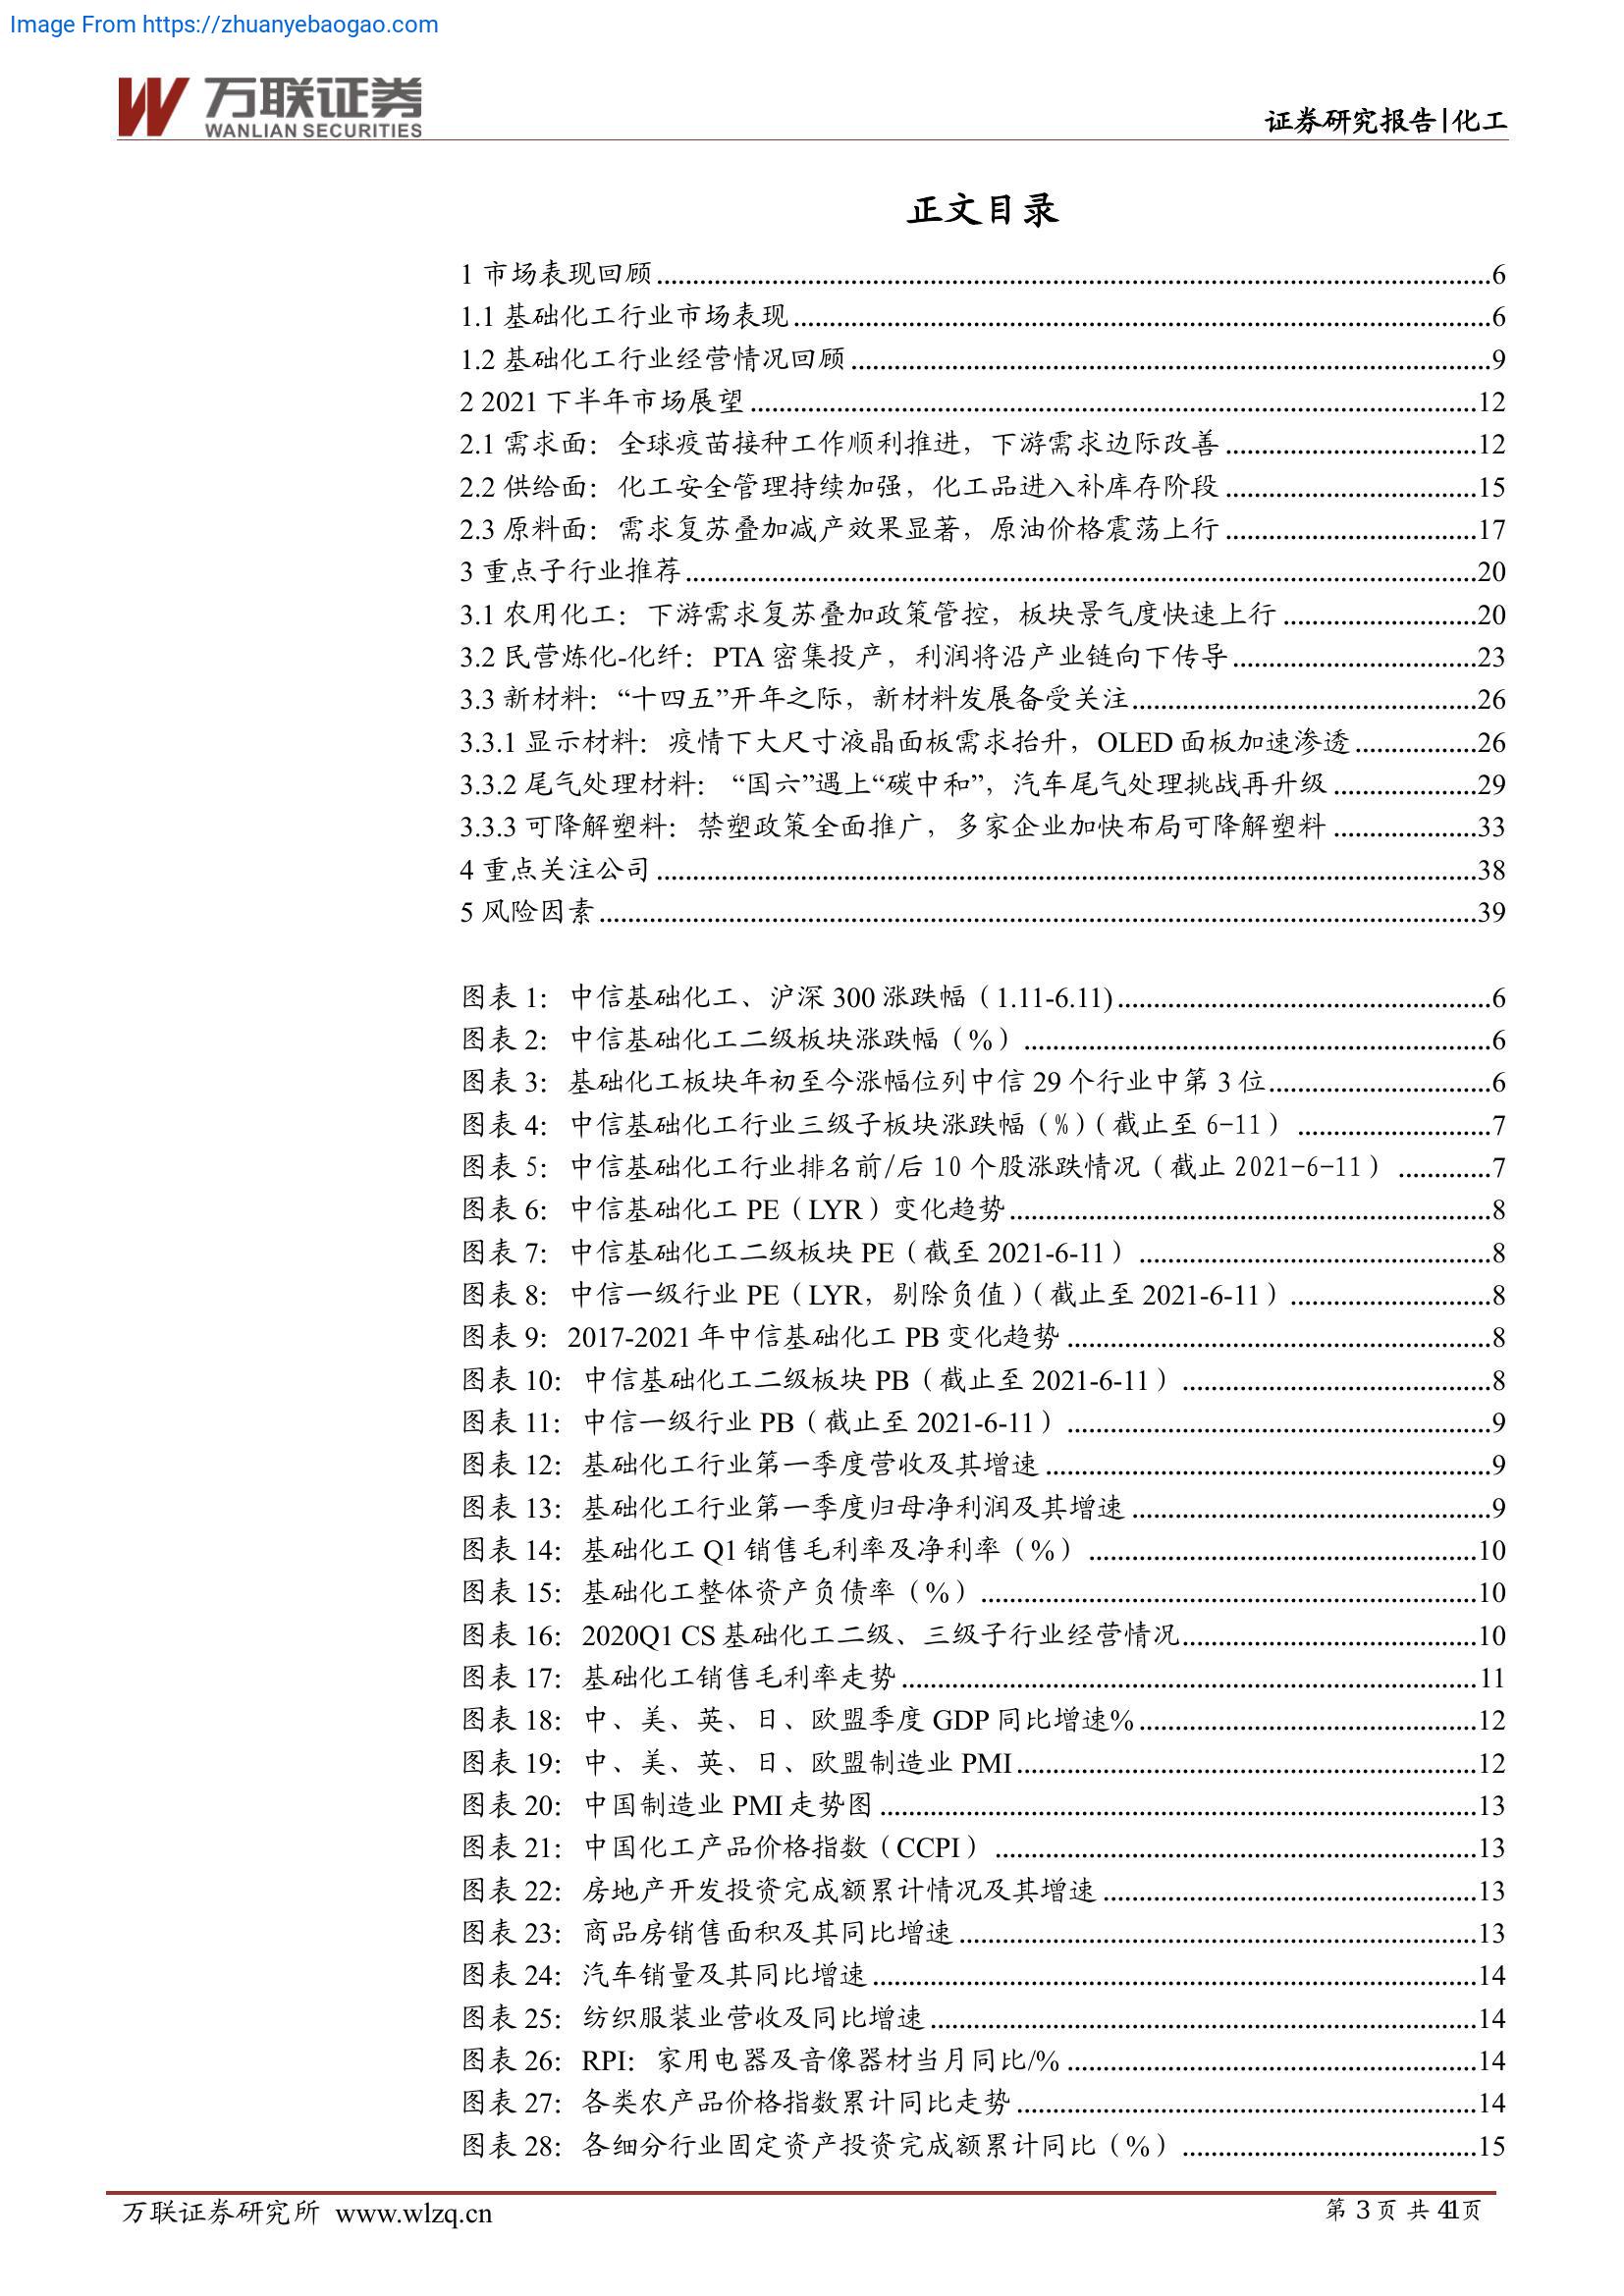 Image From https://zhuanyebaogao.com
万联证券
WANLIAN SECURITIES
证券研究报告|化工
正文目录
1 市场表现回顾......6
1.1 基础化工行业市场表现......6
1.2 基础化工行业经营情况回顾......9
2 2021 下半年市场展望......12
2.1 需求面：全球疫苗接种工作顺利推进，下游需求边际改善......12
2.2 供给面：化工安全管理持续加强，化工品进入补库存阶段......15
2.3 原料面：需求复苏叠加减产效果显著，原油价格震荡上行......17
3 重点子行业推荐......20
3.1 农用化工：下游需求复苏叠加政策管控，板块景气度快速上行......20
3.2 民营炼化-化纤：PTA 密集投产，利润将沿产业链向下传导......23
3.3 新材料：“十四五”开年之际，新材料发展备受关注......26
3.3.1 显示材料：疫情下大尺寸液晶面板需求抬升，OLED 面板加速渗透......26
3.3.2 尾气处理材料： “国六”遇上“碳中和”，汽车尾气处理挑战再升级......29
3.3.3 可降解塑料：禁塑政策全面推广，多家企业加快布局可降解塑料......33
4 重点关注公司......38
5 风险因素......39
图表 1：中信基础化工、沪深 300 涨跌幅（1.11-6.11)......6
图表 2：中信基础化工二级板块涨跌幅（%）......6
图表 3：基础化工板块年初至今涨幅位列中信 29 个行业中第 3 位......6
图表 4：中信基础化工行业三级子板块涨跌幅（%）（截止至 6-11）......7
图表 5：中信基础化工行业排名前/后 10 个股涨跌情况（截止 2021-6-11）......7
图表 6：中信基础化工 PE（LYR）变化趋势......8
图表 7：中信基础化工二级板块 PE（截至 2021-6-11）......8
图表 8：中信一级行业 PE（LYR，剔除负值）（截止至 2021-6-11）......8
图表 9：2017-2021 年中信基础化工 PB 变化趋势......8
图表 10：中信基础化工二级板块 PB（截止至 2021-6-11）......8
图表 11：中信一级行业 PB（截止至 2021-6-11）......9
图表 12：基础化工行业第一季度营收及其增速......9
图表 13：基础化工行业第一季度归母净利润及其增速......9
图表 14：基础化工 Q1 销售毛利率及净利率（%）......10
图表 15：基础化工整体资产负债率（%）......10
图表 16：2020Q1 CS 基础化工二级、三级子行业经营情况......10
图表 17：基础化工销售毛利率走势......11
图表 18：中、美、英、日、欧盟季度 GDP 同比增速%......12
图表 19：中、美、英、日、欧盟制造业 PMI......12
图表 20：中国制造业 PMI 走势图......13
图表 21：中国化工产品价格指数（CCPI）......13
图表 22：房地产开发投资完成额累计情况及其增速......13
图表 23：商品房销售面积及其同比增速......13
图表 24：汽车销量及其同比增速......14
图表 25：纺织服装业营收及同比增速......14
图表 26：RPI：家用电器及音像器材当月同比/%......14
图表 27：各类农产品价格指数累计同比走势......14
图表 28：各细分行业固定资产投资完成额累计同比（%）......15
万联证券研究所 www.wlzq.cn
第 3 页 共 41 页